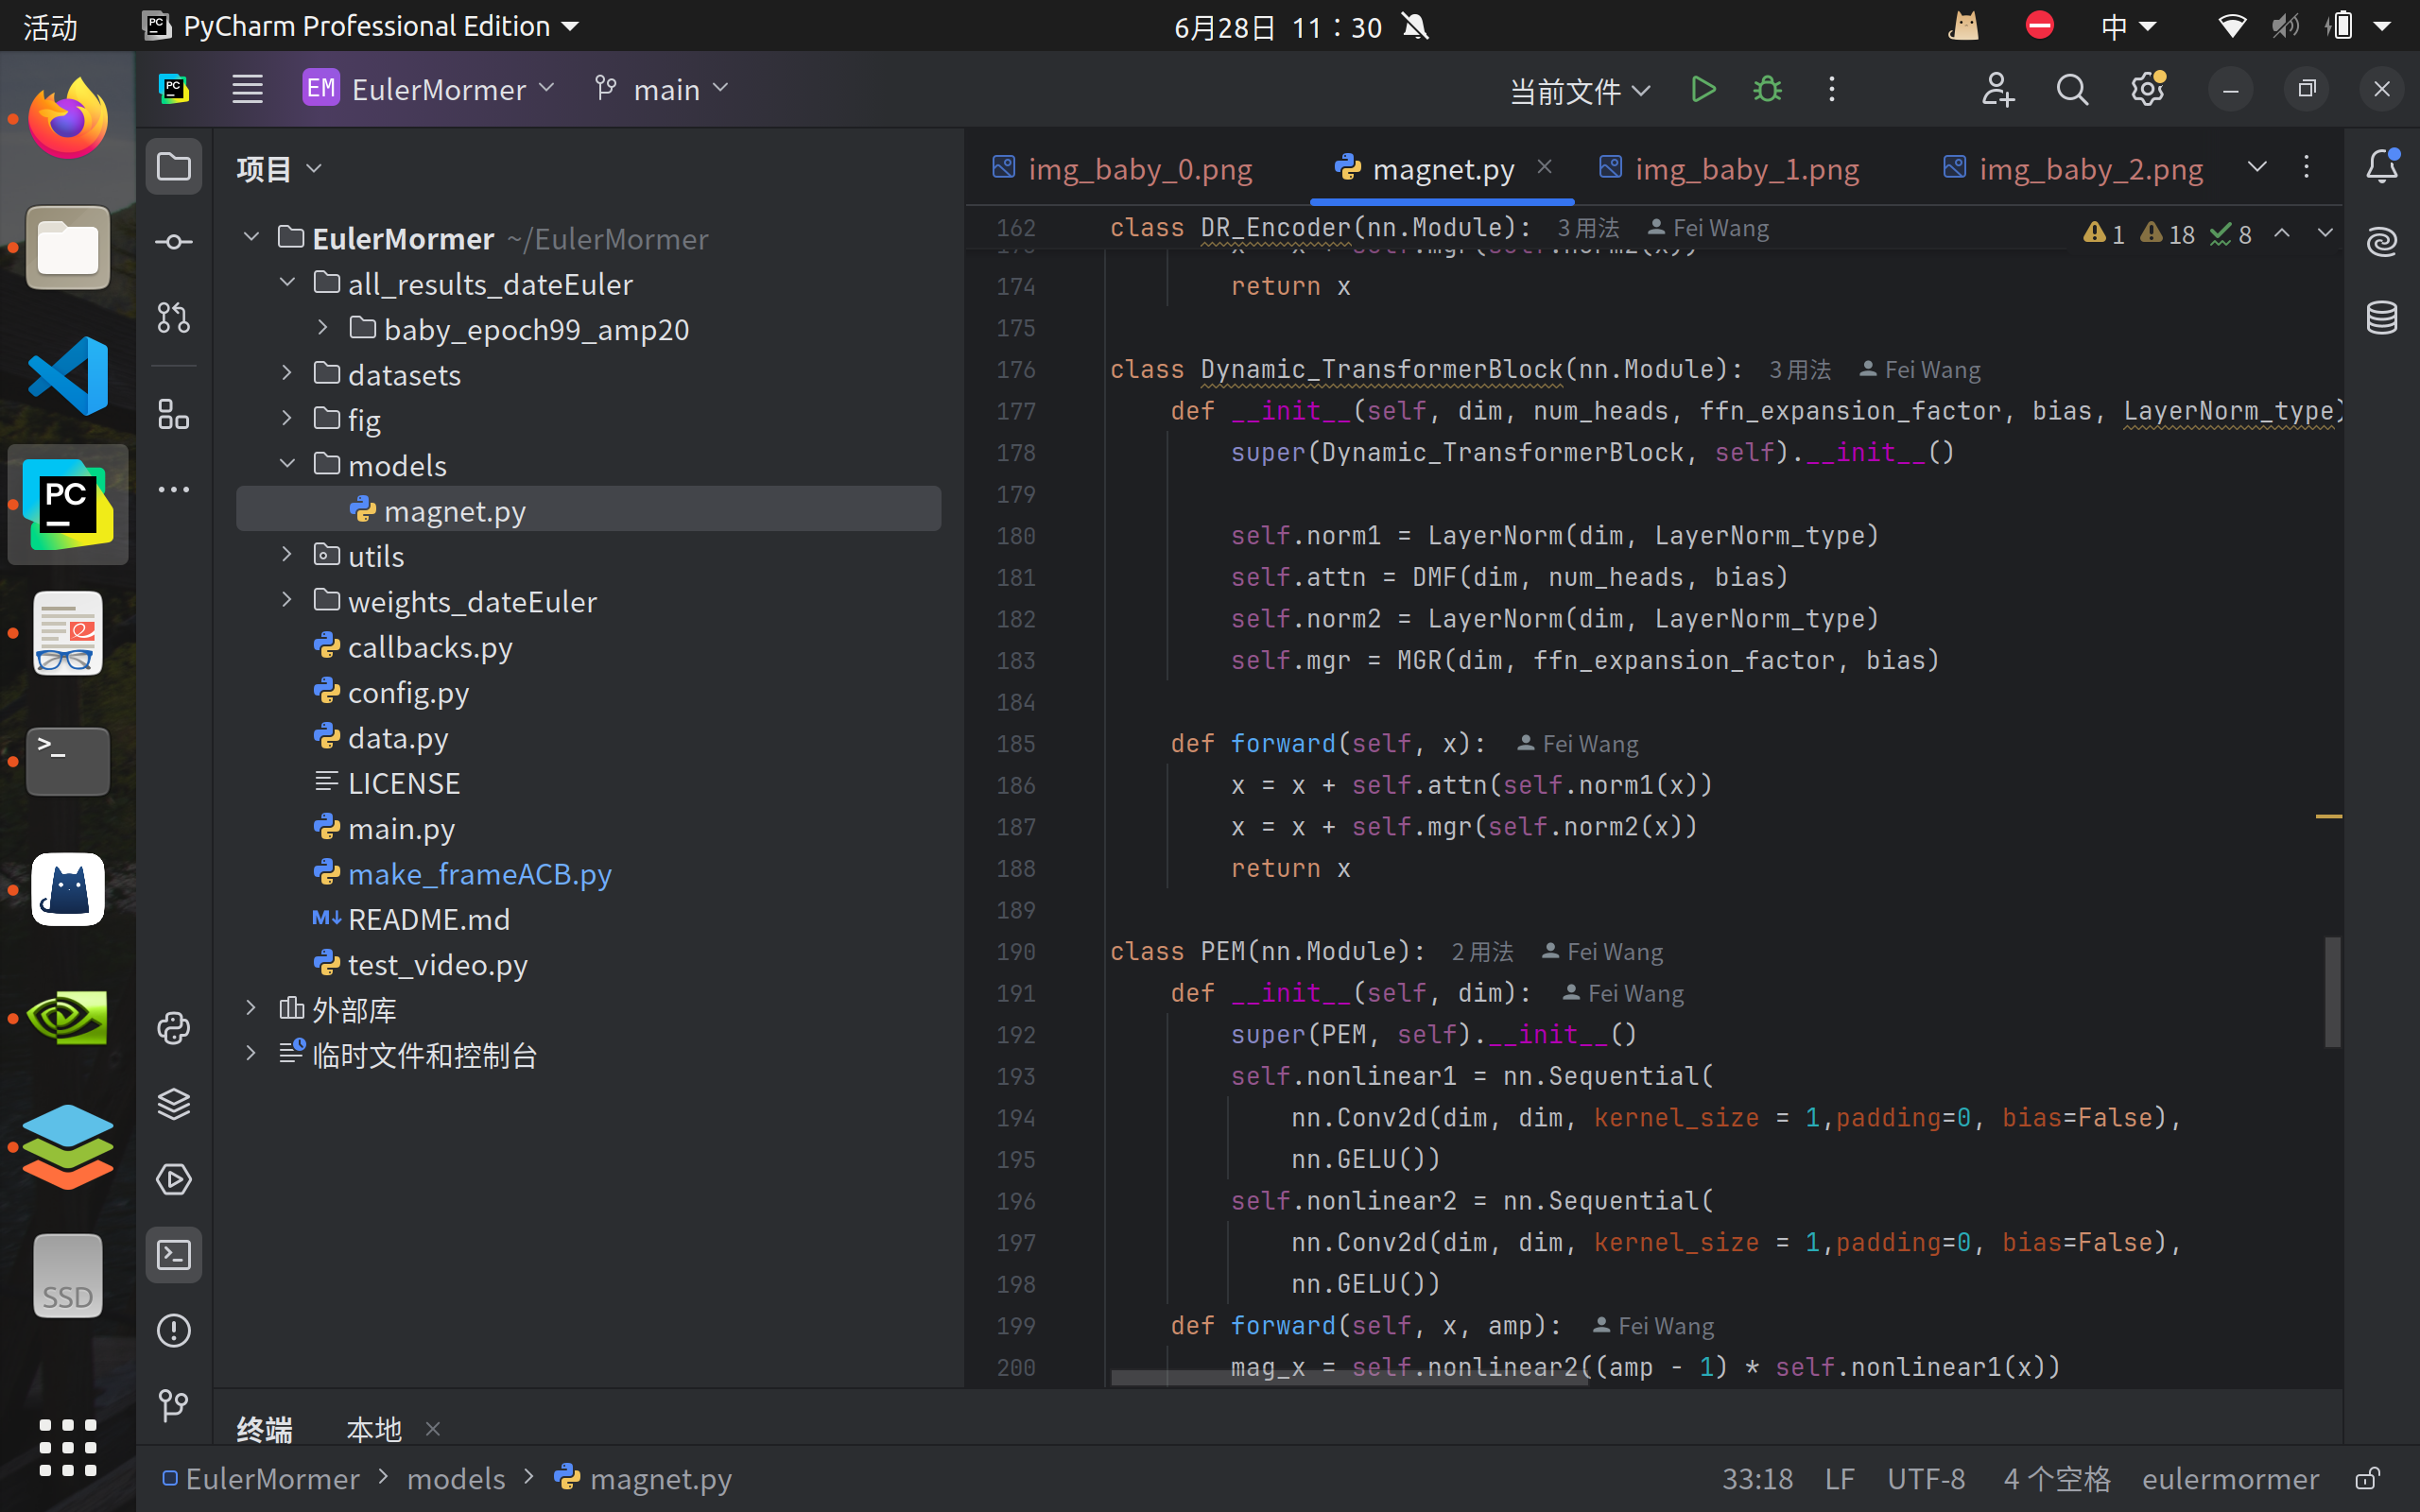 活动
PyCharm Professional Edition
6月28日 11：30
中
EM EulerMormer
main
当前文件
项目
EulerMormer ~/EulerMormer
all_results_dateEuler
baby_epoch99_amp20
datasets
fig
models
magnet.py
utils
weights_dateEuler
callbacks.py
config.py
data.py
LICENSE
main.py
make_frameACB.py
README.md
test_video.py
外部库
临时文件和控制台
img_baby_0.png
magnet.py
img_baby_1.png
img_baby_2.png
1 18 8
162 class DR_Encoder(nn.Module): 3 用法 Fei Wang
174 return x
175
176 class Dynamic_TransformerBlock(nn.Module): 3 用法 Fei Wang
177 def __init__(self, dim, num_heads, ffn_expansion_factor, bias, LayerNorm_type)
178 super(Dynamic_TransformerBlock, self).__init__()
179
180 self.norm1 = LayerNorm(dim, LayerNorm_type)
181 self.attn = DMF(dim, num_heads, bias)
182 self.norm2 = LayerNorm(dim, LayerNorm_type)
183 self.mgr = MGR(dim, ffn_expansion_factor, bias)
184
185 def forward(self, x): Fei Wang
186 x = x + self.attn(self.norm1(x))
187 x = x + self.mgr(self.norm2(x))
188 return x
189
190 class PEM(nn.Module): 2 用法 Fei Wang
191 def __init__(self, dim): Fei Wang
192 super(PEM, self).__init__()
193 self.nonlinear1 = nn.Sequential(
194 nn.Conv2d(dim, dim, kernel_size = 1,padding=0, bias=False),
195 nn.GELU())
196 self.nonlinear2 = nn.Sequential(
197 nn.Conv2d(dim, dim, kernel_size = 1,padding=0, bias=False),
198 nn.GELU())
199 def forward(self, x, amp): Fei Wang
200 mag_x = self.nonlinear2((amp - 1) * self.nonlinear1(x))
PC
SSD
终端
本地
EulerMormer > models > magnet.py
33:18 LF UTF-8 4 个空格 eulermormer